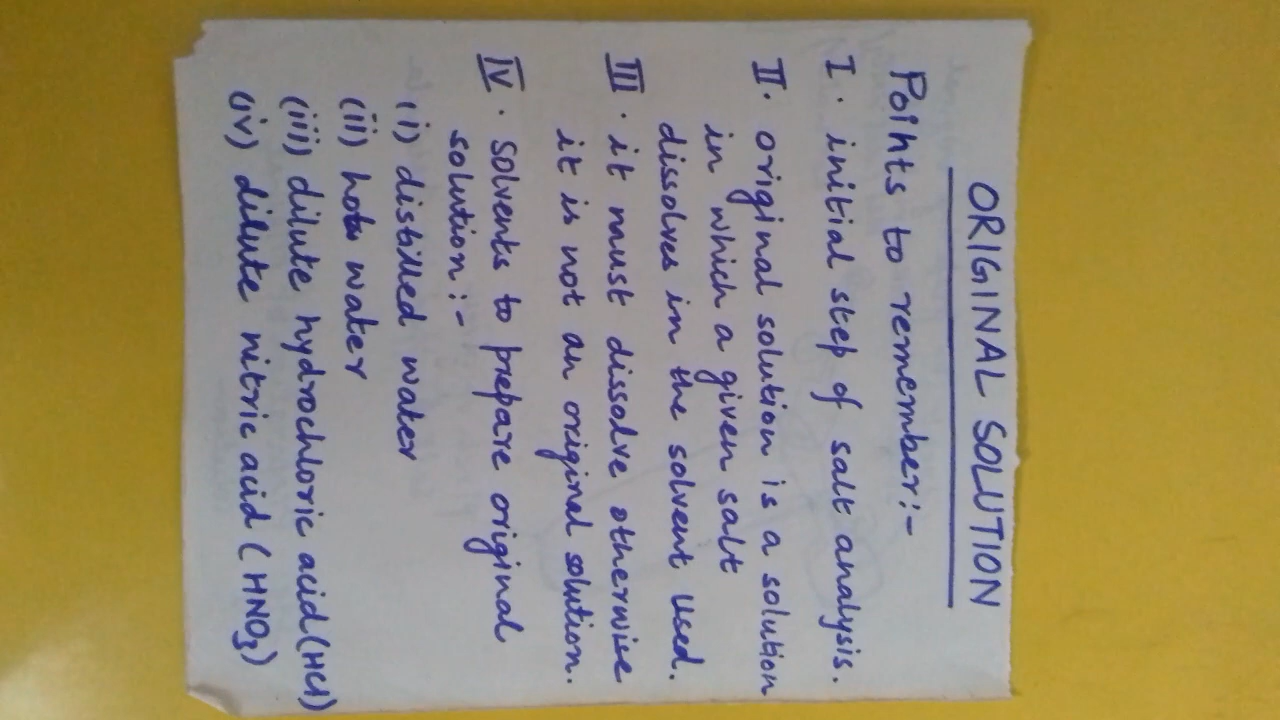 ORIGINAL SOLUTION
Points to remember:-
I. initial step of salt analysis.
II. original solution is a solution
in which a given salt
dissolves in the solvent used.
III. it must dissolve otherwise
it is not an original solution.
IV. solvents to prepare original
solution:-
(i) distilled water
(ii) hot water
(iii) dilute hydrochloric acid (HCl)
(iv) dilute nitric acid (HNO₃)